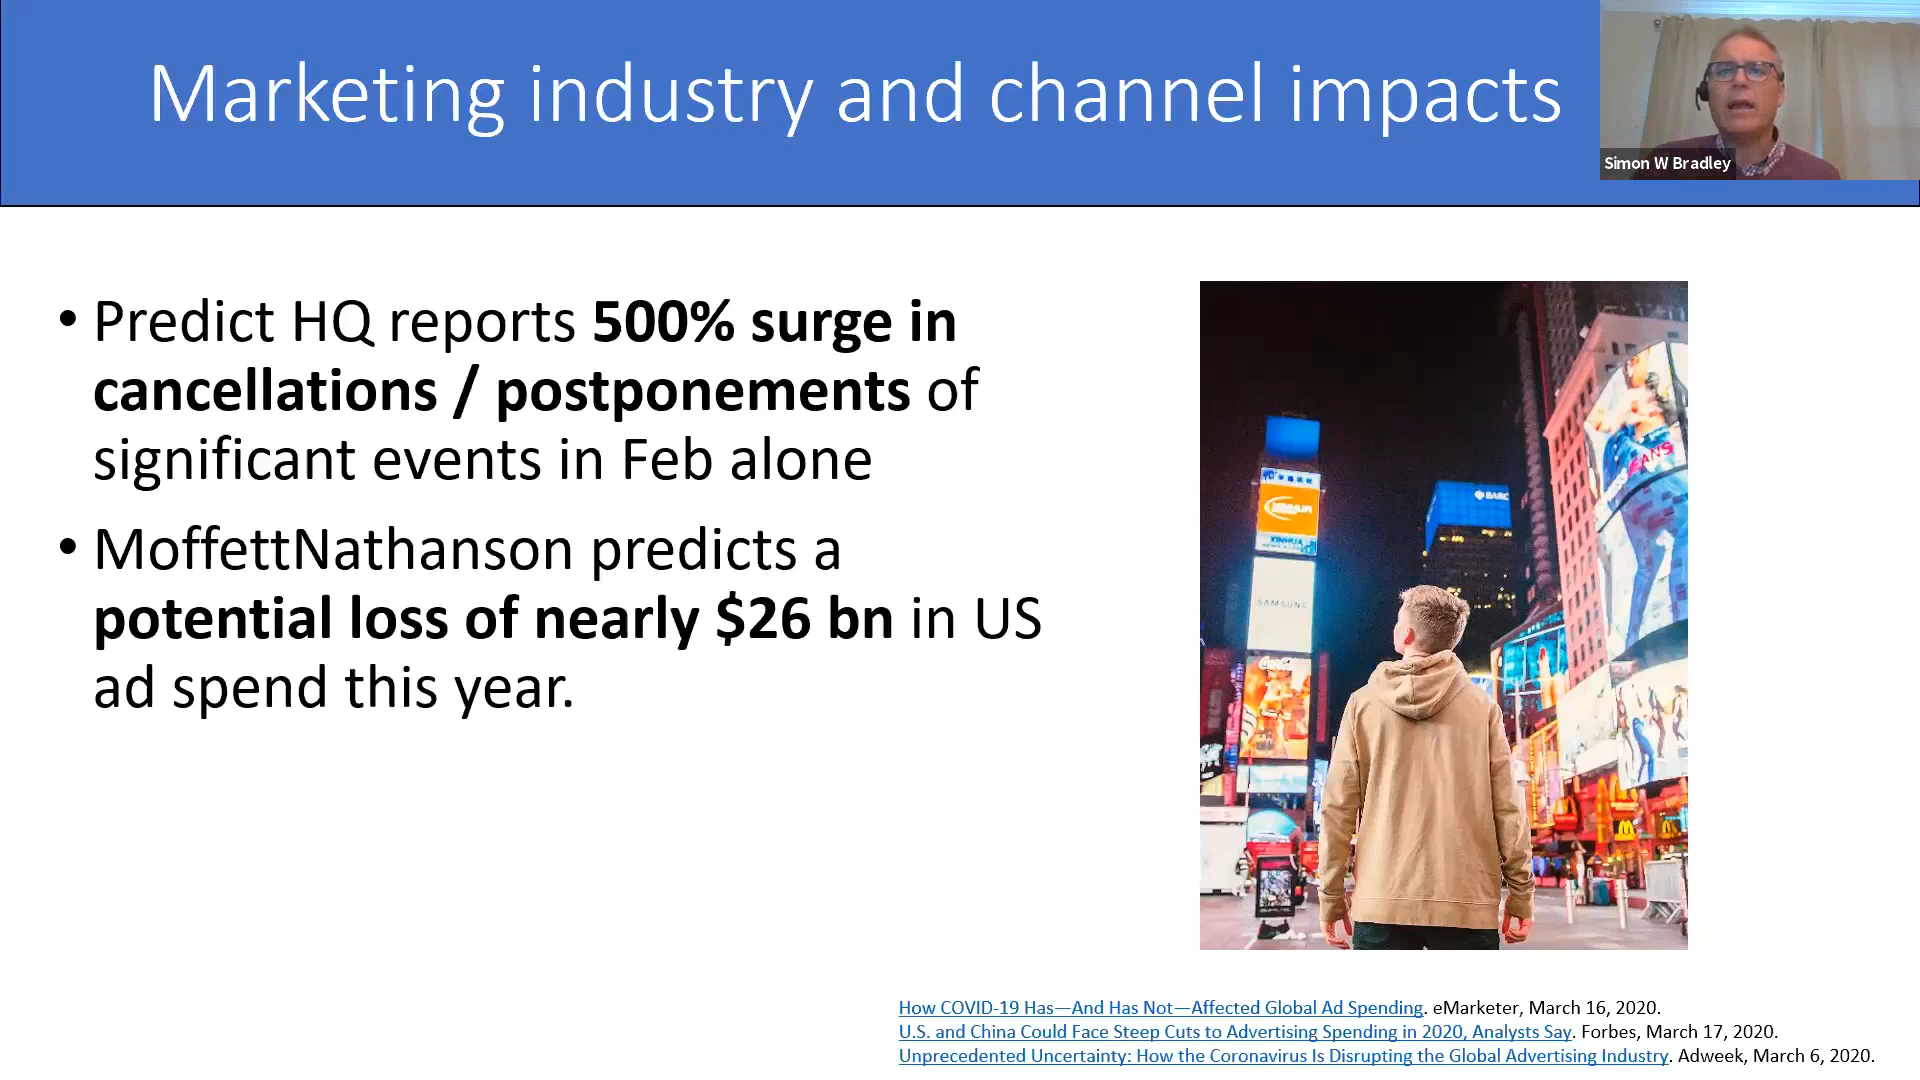 Marketing industry and channel impacts
Simon W Bradley
• Predict HQ reports 500% surge in
cancellations / postponements of
significant events in Feb alone
• MoffettNathanson predicts a
potential loss of nearly $26 bn in US
ad spend this year.
BARC
XINHUA
SAMSUNG
JEANS
How COVID-19 Has—And Has Not—Affected Global Ad Spending. eMarketer, March 16, 2020.
U.S. and China Could Face Steep Cuts to Advertising Spending in 2020, Analysts Say. Forbes, March 17, 2020.
Unprecedented Uncertainty: How the Coronavirus Is Disrupting the Global Advertising Industry. Adweek, March 6, 2020.